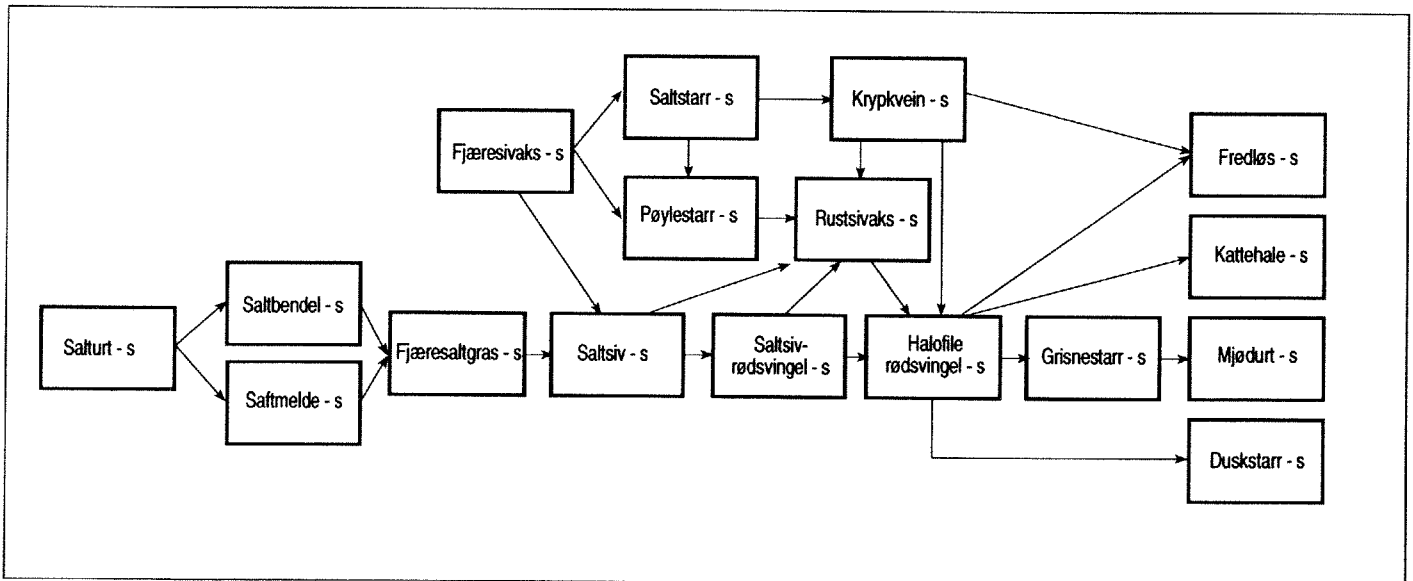 Saltstarr - s
Krypkvein - s
Fjæresivaks - s
Fredløs - s
Pøylestarr - s
Rustsivaks - s
Kattehale - s
Saltbendel - s
Salturt - s
Fjæresaltgras - s
Saltsiv - s
Saltsiv-
rødsvingel - s
Halofile
rødsvingel - s
Grisnestarr - s
Mjødurt - s
Saftmelde - s
Duskstarr - s